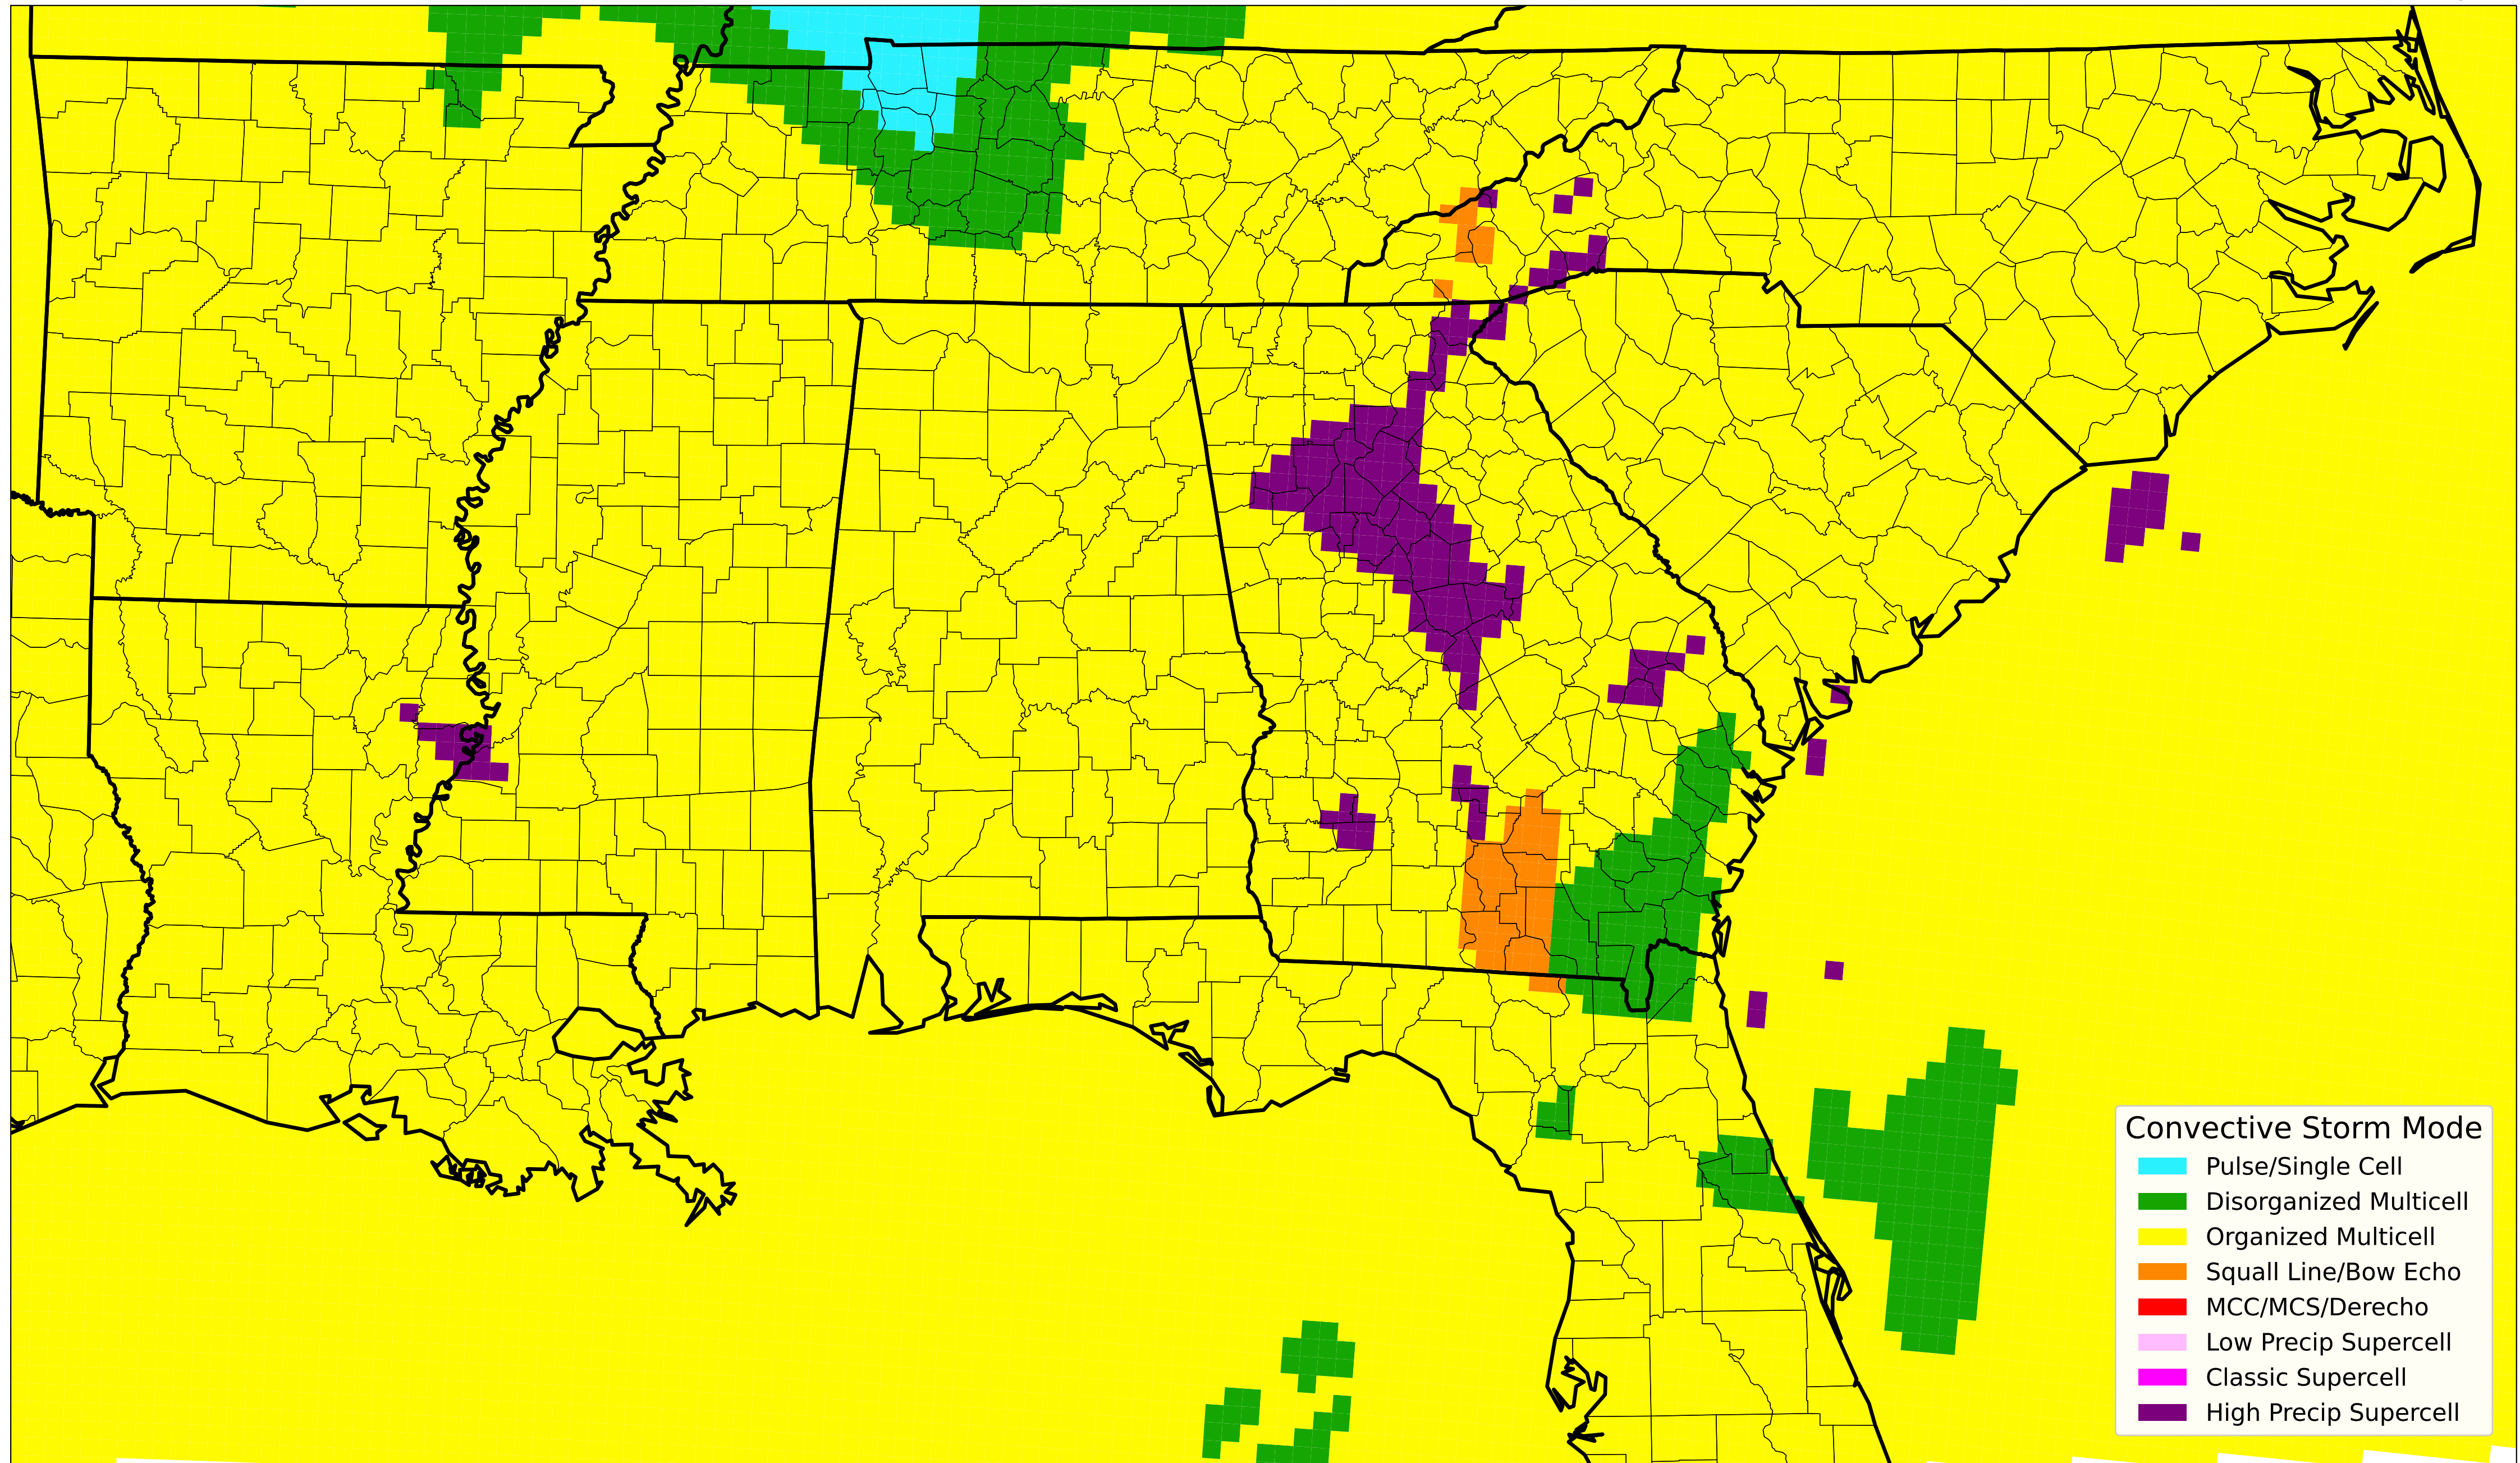 Convective Storm Mode
Pulse/Single Cell
Disorganized Multicell
Organized Multicell
Squall Line/Bow Echo
MCC/MCS/Derecho
Low Precip Supercell
Classic Supercell
High Precip Supercell